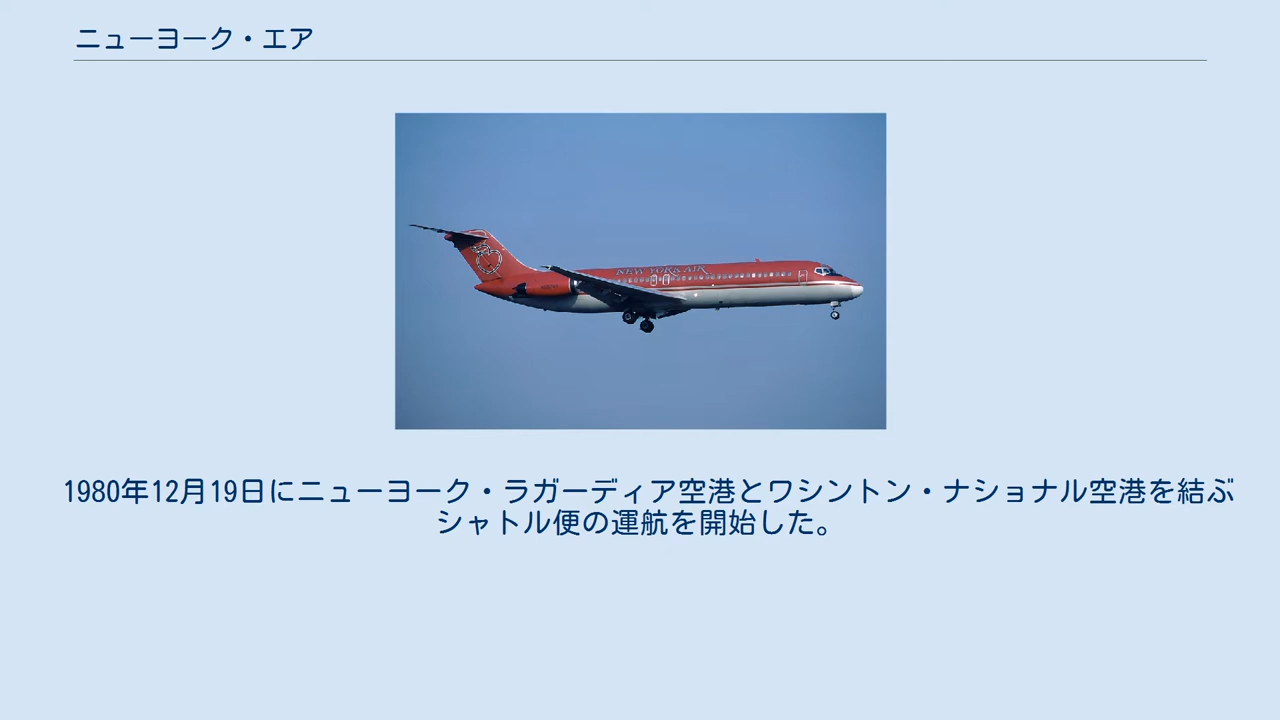 ニューヨーク・エア
NEW YORK AIR
1980年12月19日にニューヨーク・ラガーディア空港とワシントン・ナショナル空港を結ぶ
シャトル便の運航を開始した。